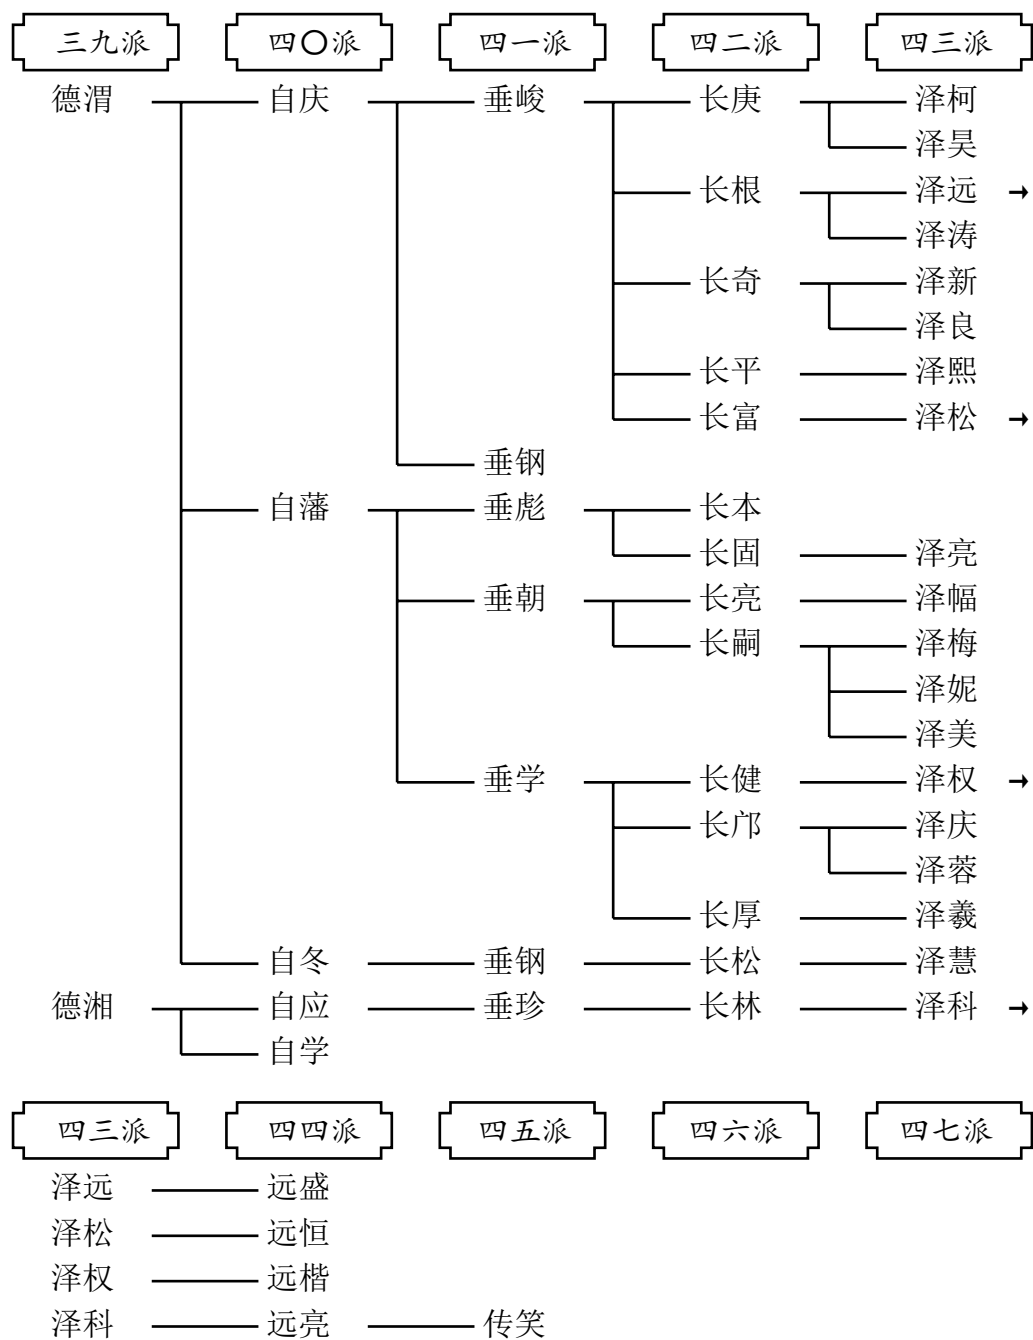 三九派 四〇派 四一派 四二派 四三派
德渭 自庆 垂峻 长庚 泽柯
泽昊
长根 泽远 →
泽涛
长奇 泽新
泽良
长平 泽熙
长富 泽松 →
垂钢
自藩 垂彪 长本
长固 泽亮
垂朝 长亮 泽幅
长嗣 泽梅
泽妮
泽美
垂学 长健 泽权 →
长邝 泽庆
泽蓉
长厚 泽羲
自冬 垂钢 长松 泽慧
德湘 自应 垂珍 长林 泽科 →
自学
四三派 四四派 四五派 四六派 四七派
泽远 远盛
泽松 远恒
泽权 远楷
泽科 远亮 传笑